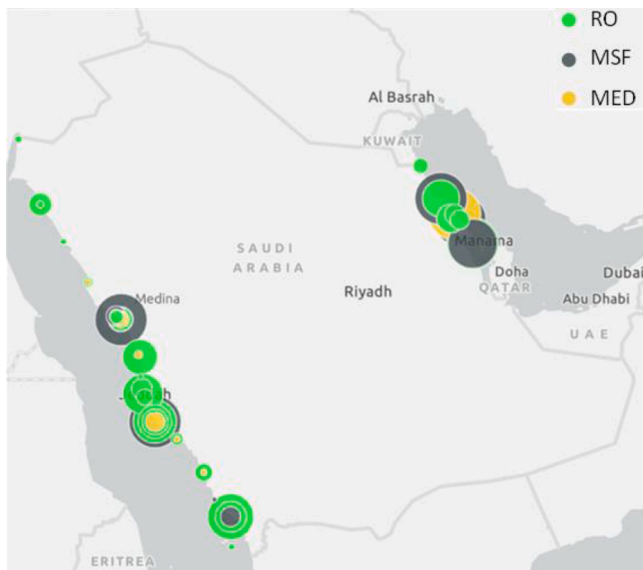 RO
MSF
MED
Al Basrah
KUWAIT
SAUDI
ARABIA
Manama
Medina
Riyadh
Doha
QATAR
Dubai
Abu Dhabi
UAE
ERITREA